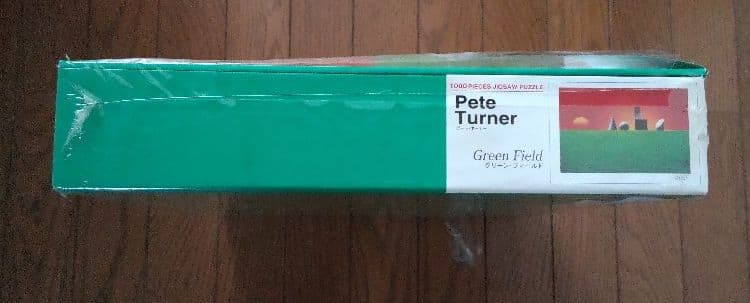 1000 PIECES JIGSAW PUZZLE
Pete
Turner
ピート・ターナー
Green Field
グリーン・フィールド